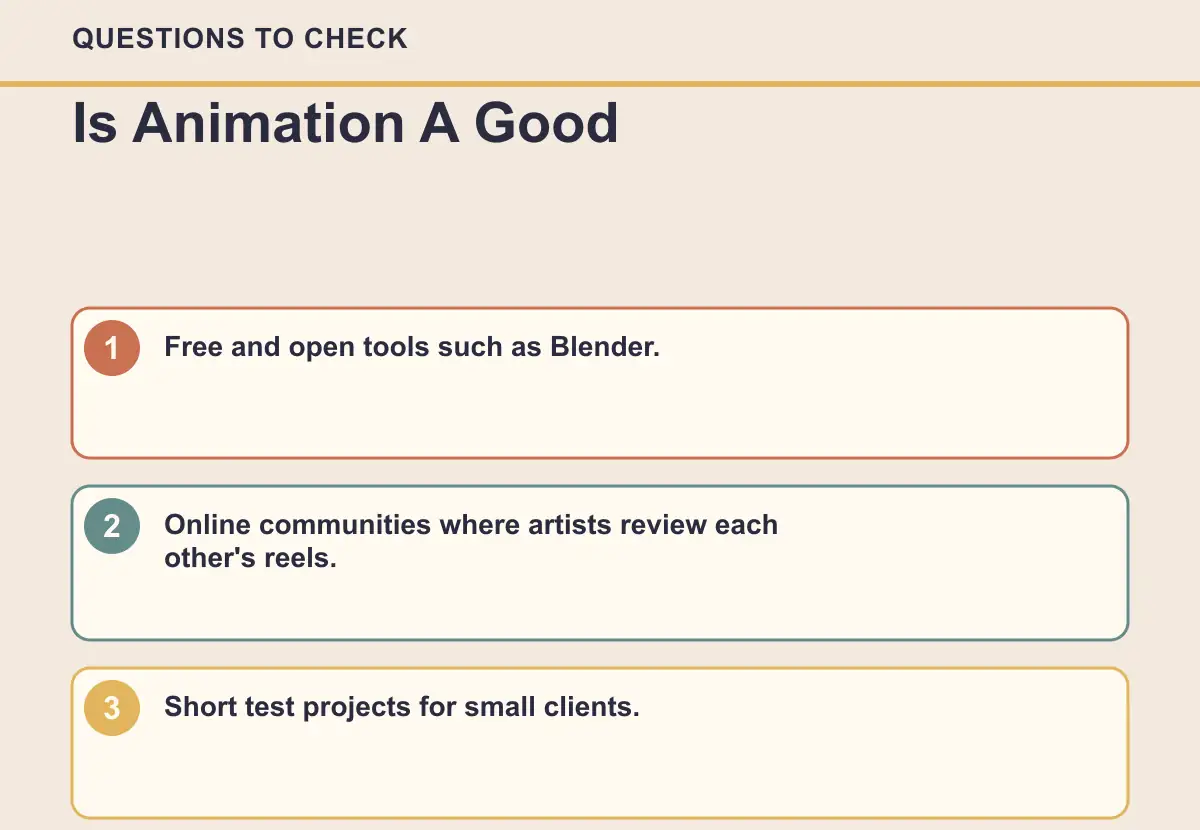 QUESTIONS TO CHECK
Is Animation A Good
1
Free and open tools such as Blender.
2
Online communities where artists review each
other's reels.
3
Short test projects for small clients.